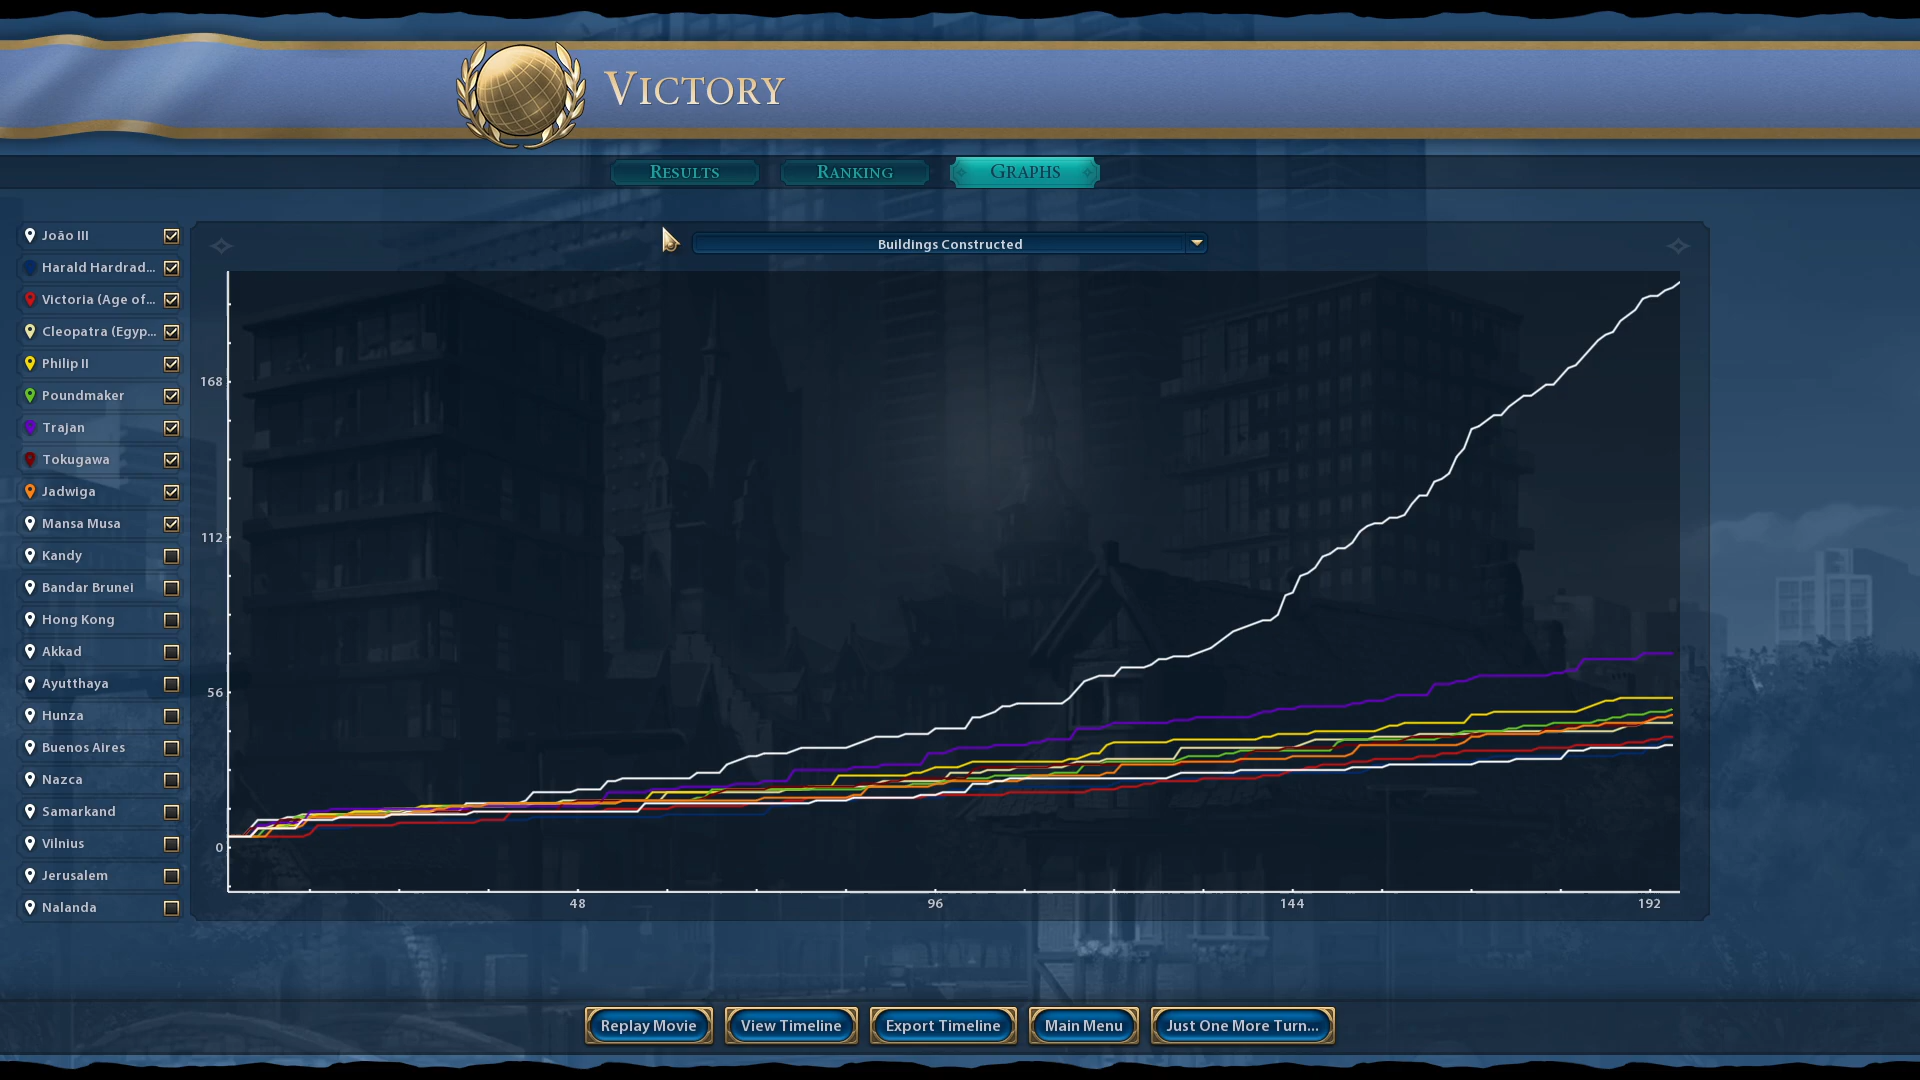 VICTORY
RESULTS
RANKING
GRAPHS
João III
Harald Hardrad...
Victoria (Age of...
Cleopatra (Egyp...
Philip II
Poundmaker
Trajan
Tokugawa
Jadwiga
Mansa Musa
Kandy
Bandar Brunei
Hong Kong
Akkad
Ayutthaya
Hunza
Buenos Aires
Nazca
Samarkand
Vilnius
Jerusalem
Nalanda
Buildings Constructed
168
112
56
0
48
96
144
192
Replay Movie
View Timeline
Export Timeline
Main Menu
Just One More Turn...